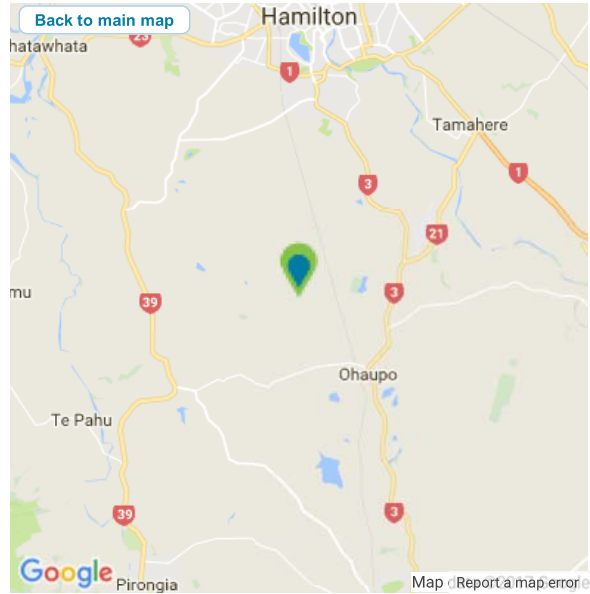 Back to main map
Hamilton
23
hatawhata
1
Tamahere
1
3
21
mu
39
3
Ohaupo
Te Pahu
39
3
Google
Pirongia
Map
Report a map error